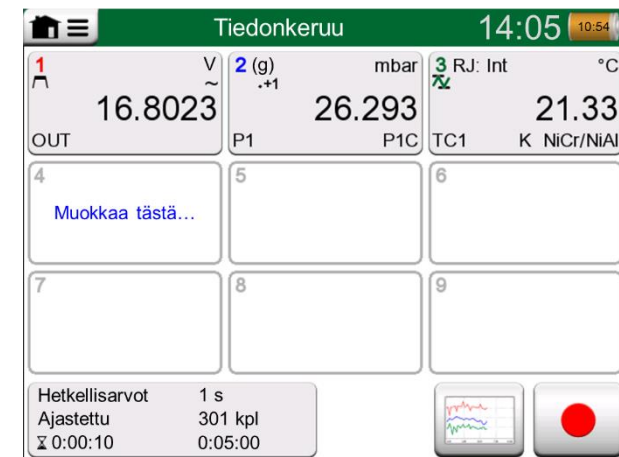 Tiedonkeruu 14:05 10:54
1 V ~
16.8023
OUT
2 (g) mbar
.+1
26.293
P1 P1C
3 RJ: Int °C
21.33
TC1 K NiCr/NiAl
4 5 6
Muokkaa tästä...
7 8 9
Hetkellisarvot 1 s
Ajastettu 301 kpl
0:00:10 0:05:00